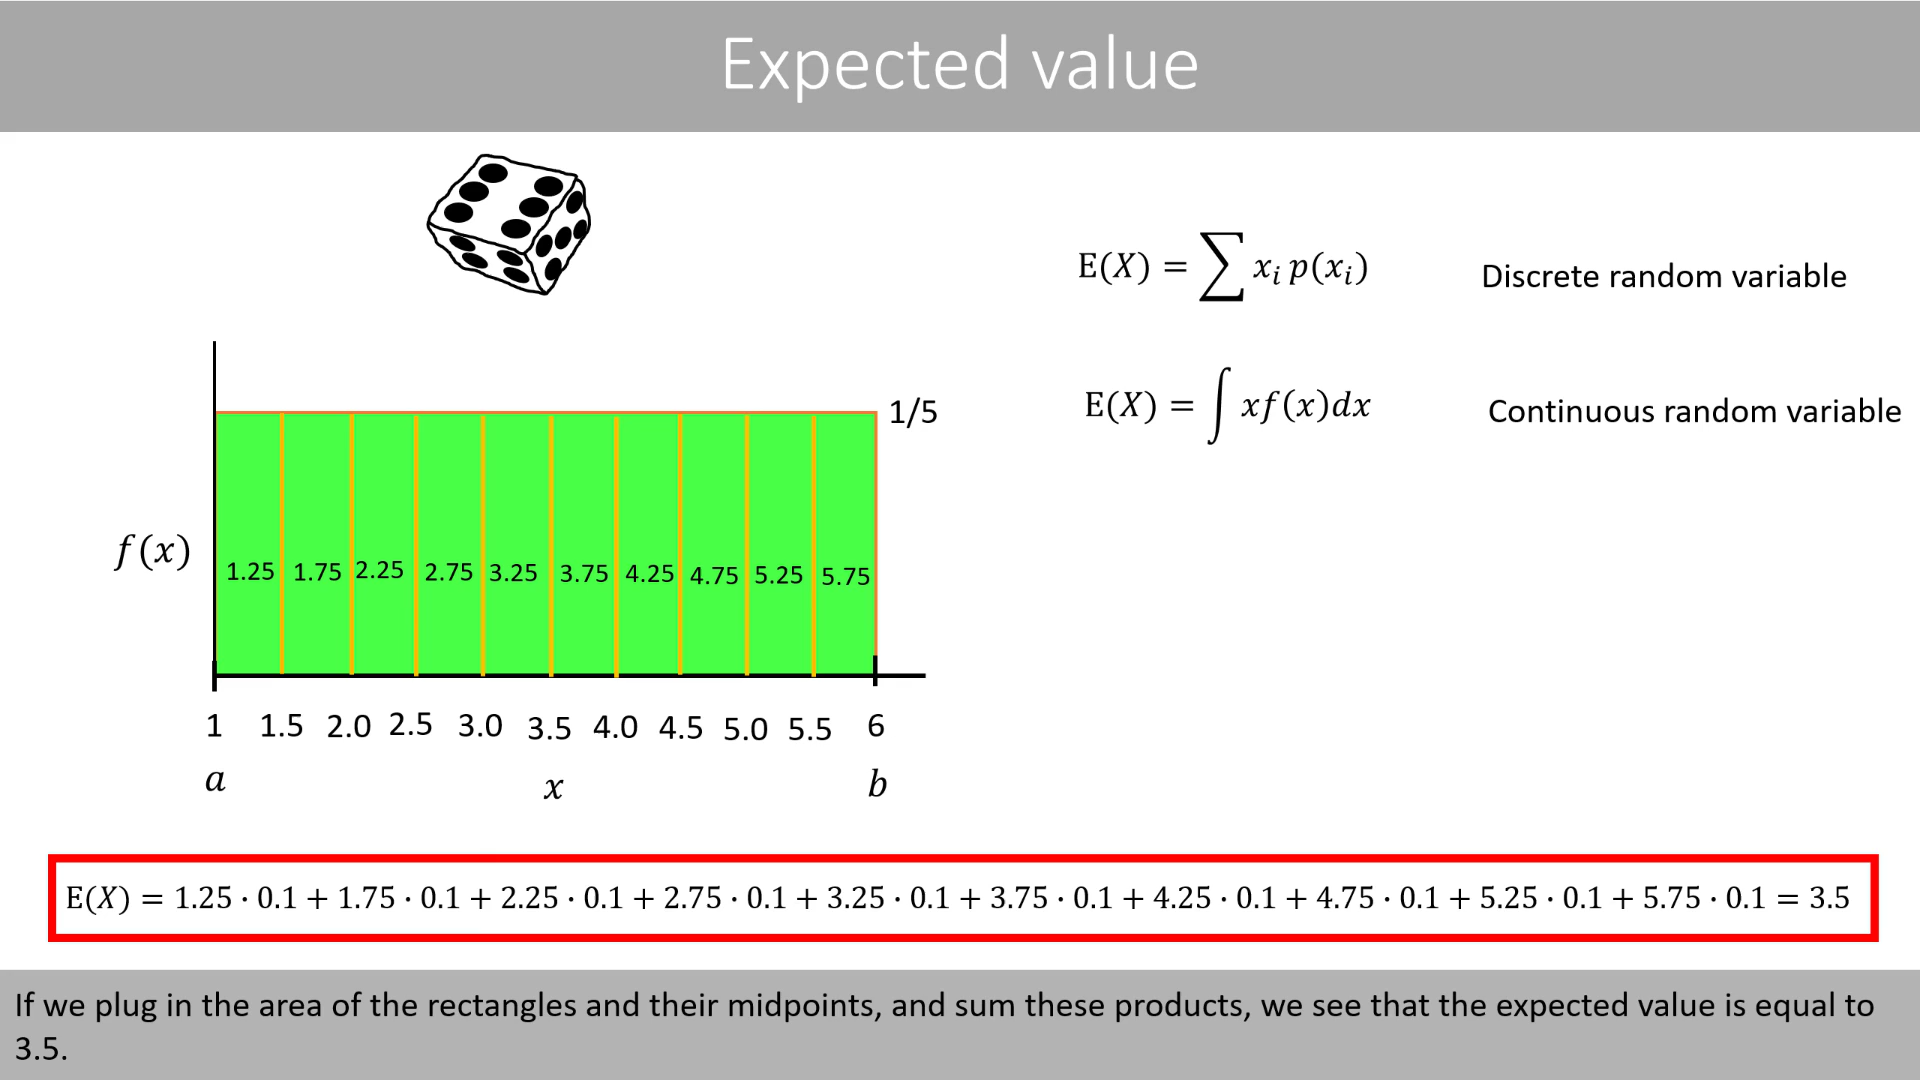 Expected value
E(X) = ∑ xᵢ p(xᵢ)
Discrete random variable
E(X) = ∫ xf(x)dx
Continuous random variable
1/5
f(x)
1.25 1.75 2.25 2.75 3.25 3.75 4.25 4.75 5.25 5.75
1 1.5 2.0 2.5 3.0 3.5 4.0 4.5 5.0 5.5 6
a x b
E(X) = 1.25 · 0.1 + 1.75 · 0.1 + 2.25 · 0.1 + 2.75 · 0.1 + 3.25 · 0.1 + 3.75 · 0.1 + 4.25 · 0.1 + 4.75 · 0.1 + 5.25 · 0.1 + 5.75 · 0.1 = 3.5
If we plug in the area of the rectangles and their midpoints, and sum these products, we see that the expected value is equal to
3.5.